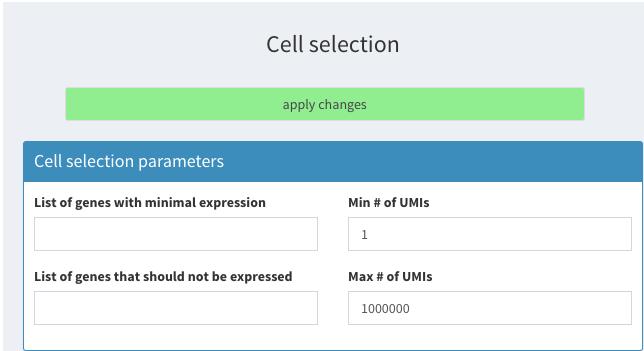 Cell selection
apply changes
Cell selection parameters
List of genes with minimal expression
Min # of UMIs
1
List of genes that should not be expressed
Max # of UMIs
1000000